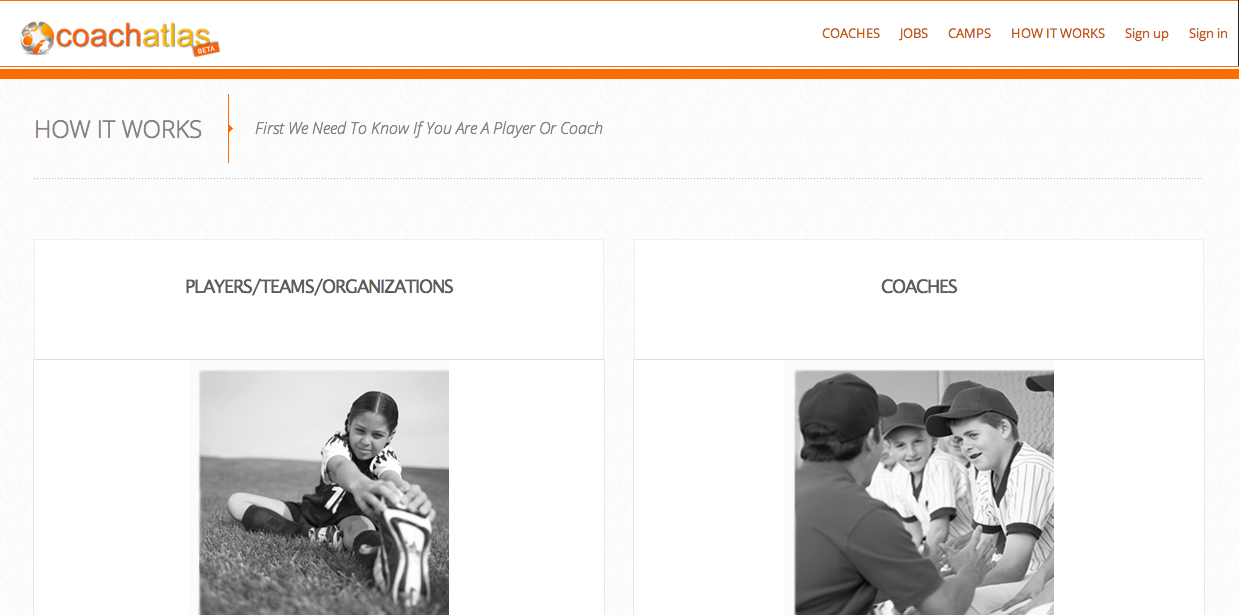 coachatlas
BETA
COACHES JOBS CAMPS HOW IT WORKS Sign up Sign in
HOW IT WORKS
First We Need To Know If You Are A Player Or Coach
PLAYERS/TEAMS/ORGANIZATIONS
COACHES
11